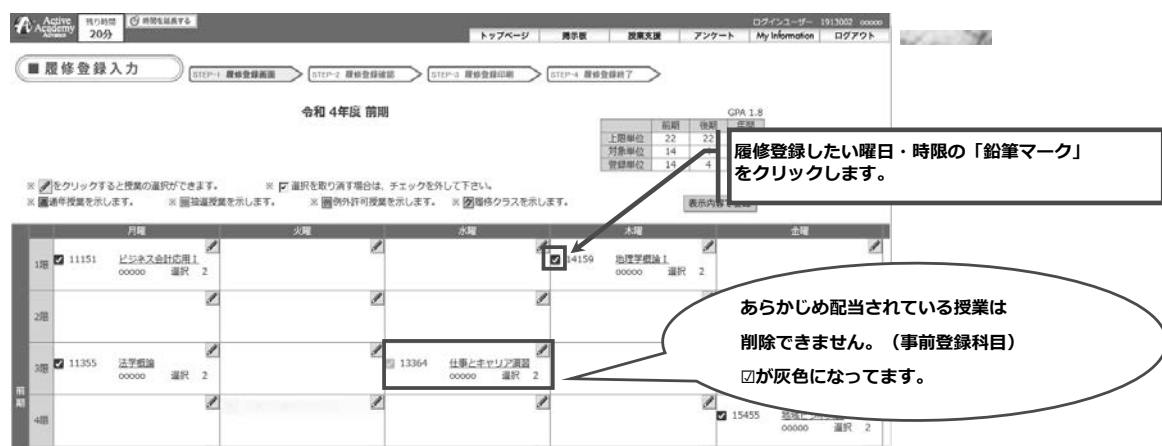 Active Academy Advance
残り時間 20分
時間を延長する
ログインユーザー 1913002 ooooo
トップページ 掲示板 授業支援 アンケート My Information ログアウト
■履修登録入力
STEP-1 履修登録画面 STEP-2 履修登録確認 STEP-3 履修登録印刷 STEP-4 履修登録終了
令和 4年度 前期
GPA 1.8
前期 後期 年間
上限単位 22 22
対象単位 14
登録単位 14 4
履修登録したい曜日・時限の「鉛筆マーク」
をクリックします。
※ をクリックすると授業の選択ができます。 ※ ☑ 選択を取り消す場合は、チェックを外して下さい。
※ 通年授業を示します。 ※ 抽選授業を示します。 ※ 例外許可授業を示します。 ※ 履修クラスを示します。
月曜 火曜 水曜 木曜 金曜
前期
1限 ☑ 11151 ビジネス会計応用1 ☑ 14159 地理学概論1
ooooo 選択 2 ooooo 選択 2
2限
3限 ☑ 11355 法学概論 ☑ 13364 仕事とキャリア演習
ooooo 選択 2 ooooo 選択 2
4限 ☑ 15455
ooooo 選択 2
あらかじめ配当されている授業は
削除できません。（事前登録科目）
☑が灰色になってます。